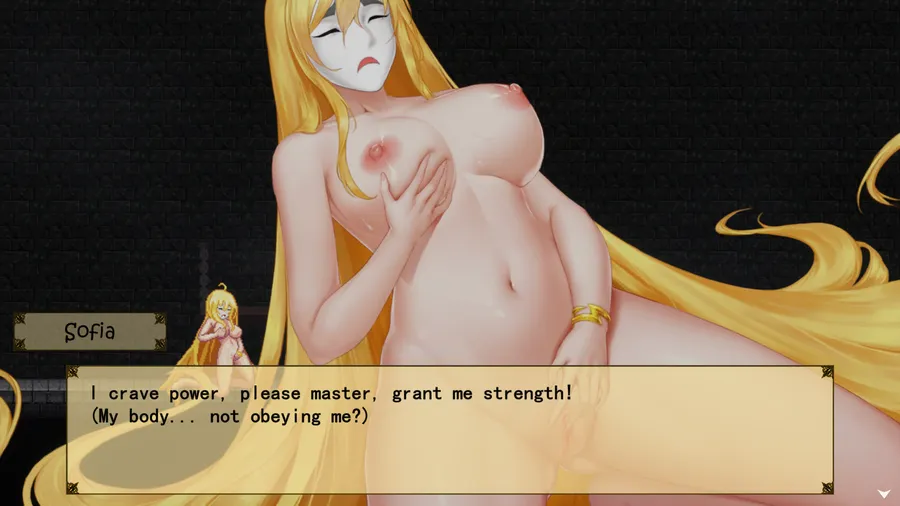 Sofia
I crave power, please master, grant me strength!
(My body... not obeying me?)